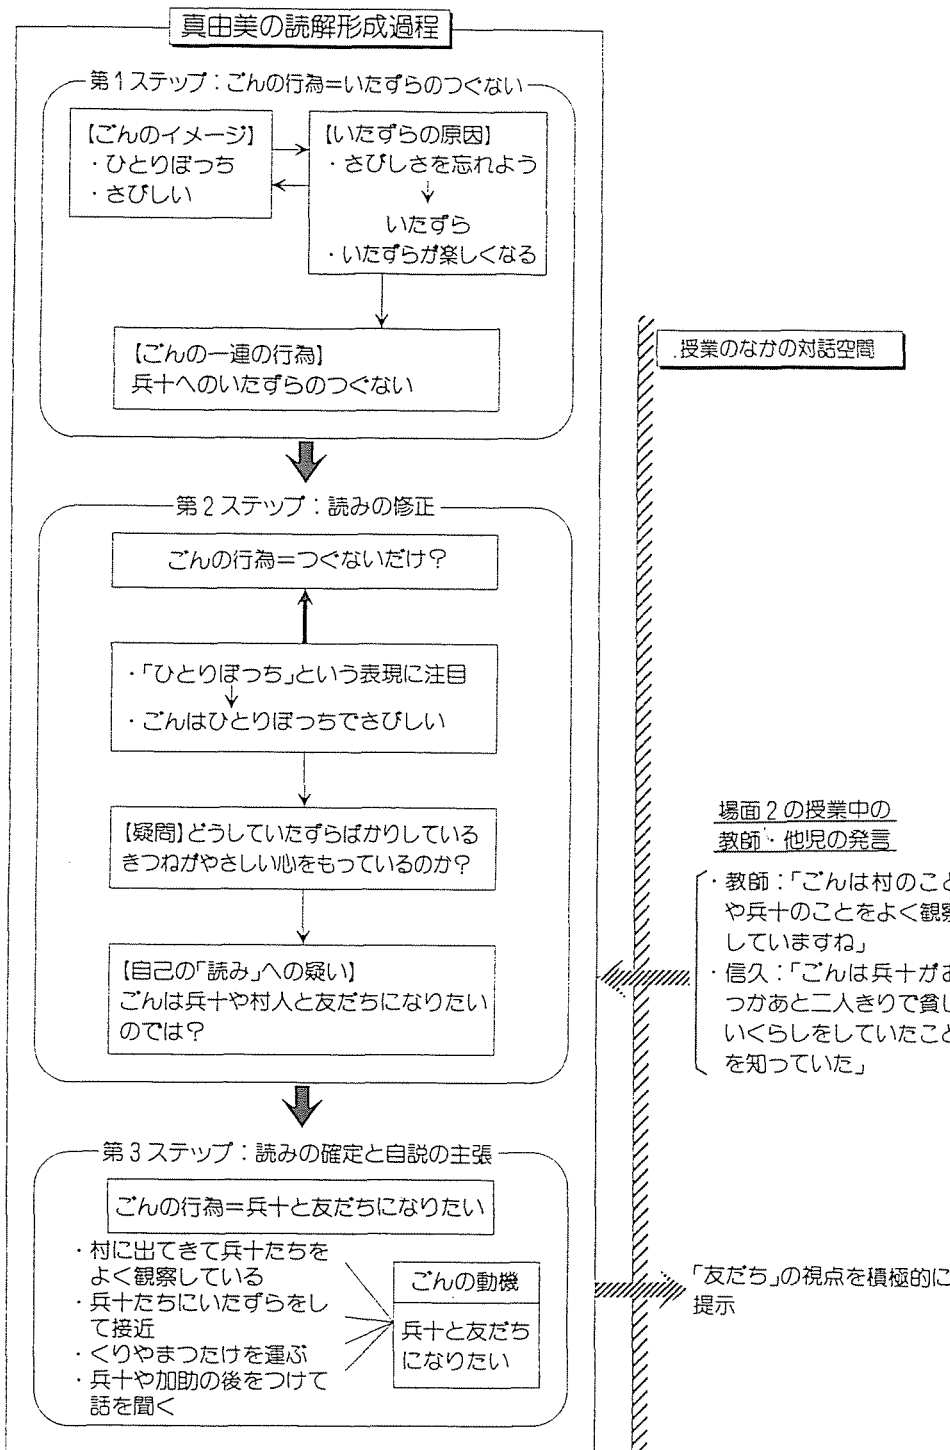 真由美の読解形成過程
第1ステップ：ごんの行為＝いたずらのつぐない
【ごんのイメージ】
・ひとりぼっち
・さびしい
【いたずらの原因】
・さびしさを忘れよう
いたずら
・いたずらが楽しくなる
【ごんの一連の行為】
兵十へのいたずらのつぐない
授業のなかの対話空間
第2ステップ：読みの修正
ごんの行為＝つぐないだけ？
・「ひとりぼっち」という表現に注目
・ごんはひとりぼっちでさびしい
【疑問】どうしていたずらばかりしている
きつねがやさしい心をもっているのか？
【自己の「読み」への疑い】
ごんは兵十や村人と友だちになりたい
のでは？
場面2の授業中の
教師・他児の発言
・教師：「ごんは村のこと
や兵十のことをよく観察
していますね」
・信久：「ごんは兵十がお
っかあと二人きりで貧し
いくらしをしていたこと
を知っていた」
第3ステップ：読みの確定と自説の主張
ごんの行為＝兵十と友だちになりたい
・村に出てきて兵十たちを
よく観察している
・兵十たちにいたずらをし
て接近
・くりやまつたけを運ぶ
・兵十や加助の後をつけて
話を聞く
ごんの動機
兵十と友だち
になりたい
「友だち」の視点を積極的に
提示